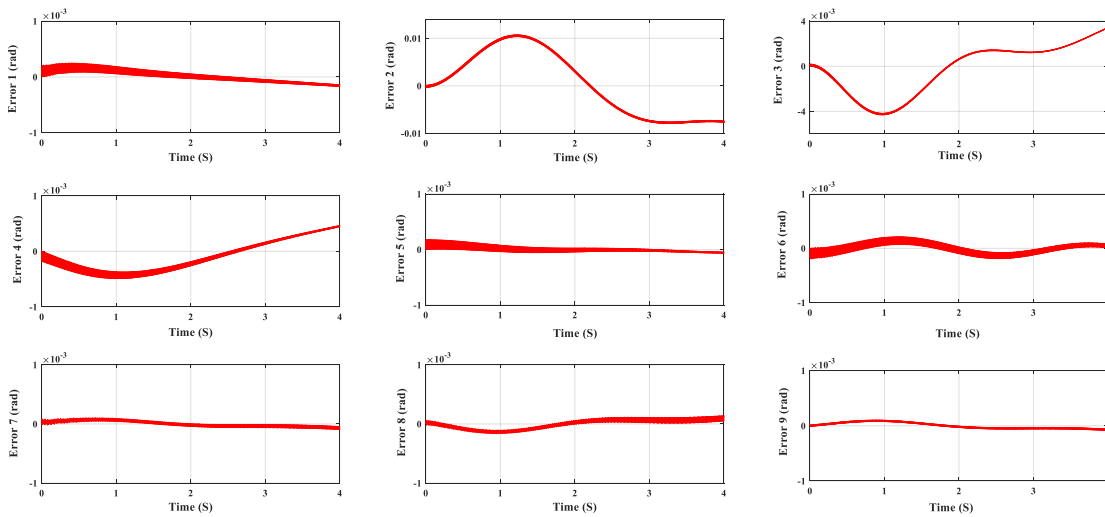 ×10⁻³
1
0
-1
Error 1 (rad)
0 1 2 3 4
Time (S)
0.01
0
-0.01
Error 2 (rad)
0 1 2 3 4
Time (S)
×10⁻³
4
0
-4
Error 3 (rad)
0 1 2 3
Time (S)
×10⁻³
1
0
-1
Error 4 (rad)
0 1 2 3 4
Time (S)
×10⁻³
1
0
-1
Error 5 (rad)
0 1 2 3 4
Time (S)
×10⁻³
1
0
-1
Error 6 (rad)
0 1 2 3
Time (S)
×10⁻³
1
0
-1
Error 7 (rad)
0 1 2 3 4
Time (S)
×10⁻³
1
0
-1
Error 8 (rad)
0 1 2 3 4
Time (S)
×10⁻³
1
0
-1
Error 9 (rad)
0 1 2 3
Time (S)